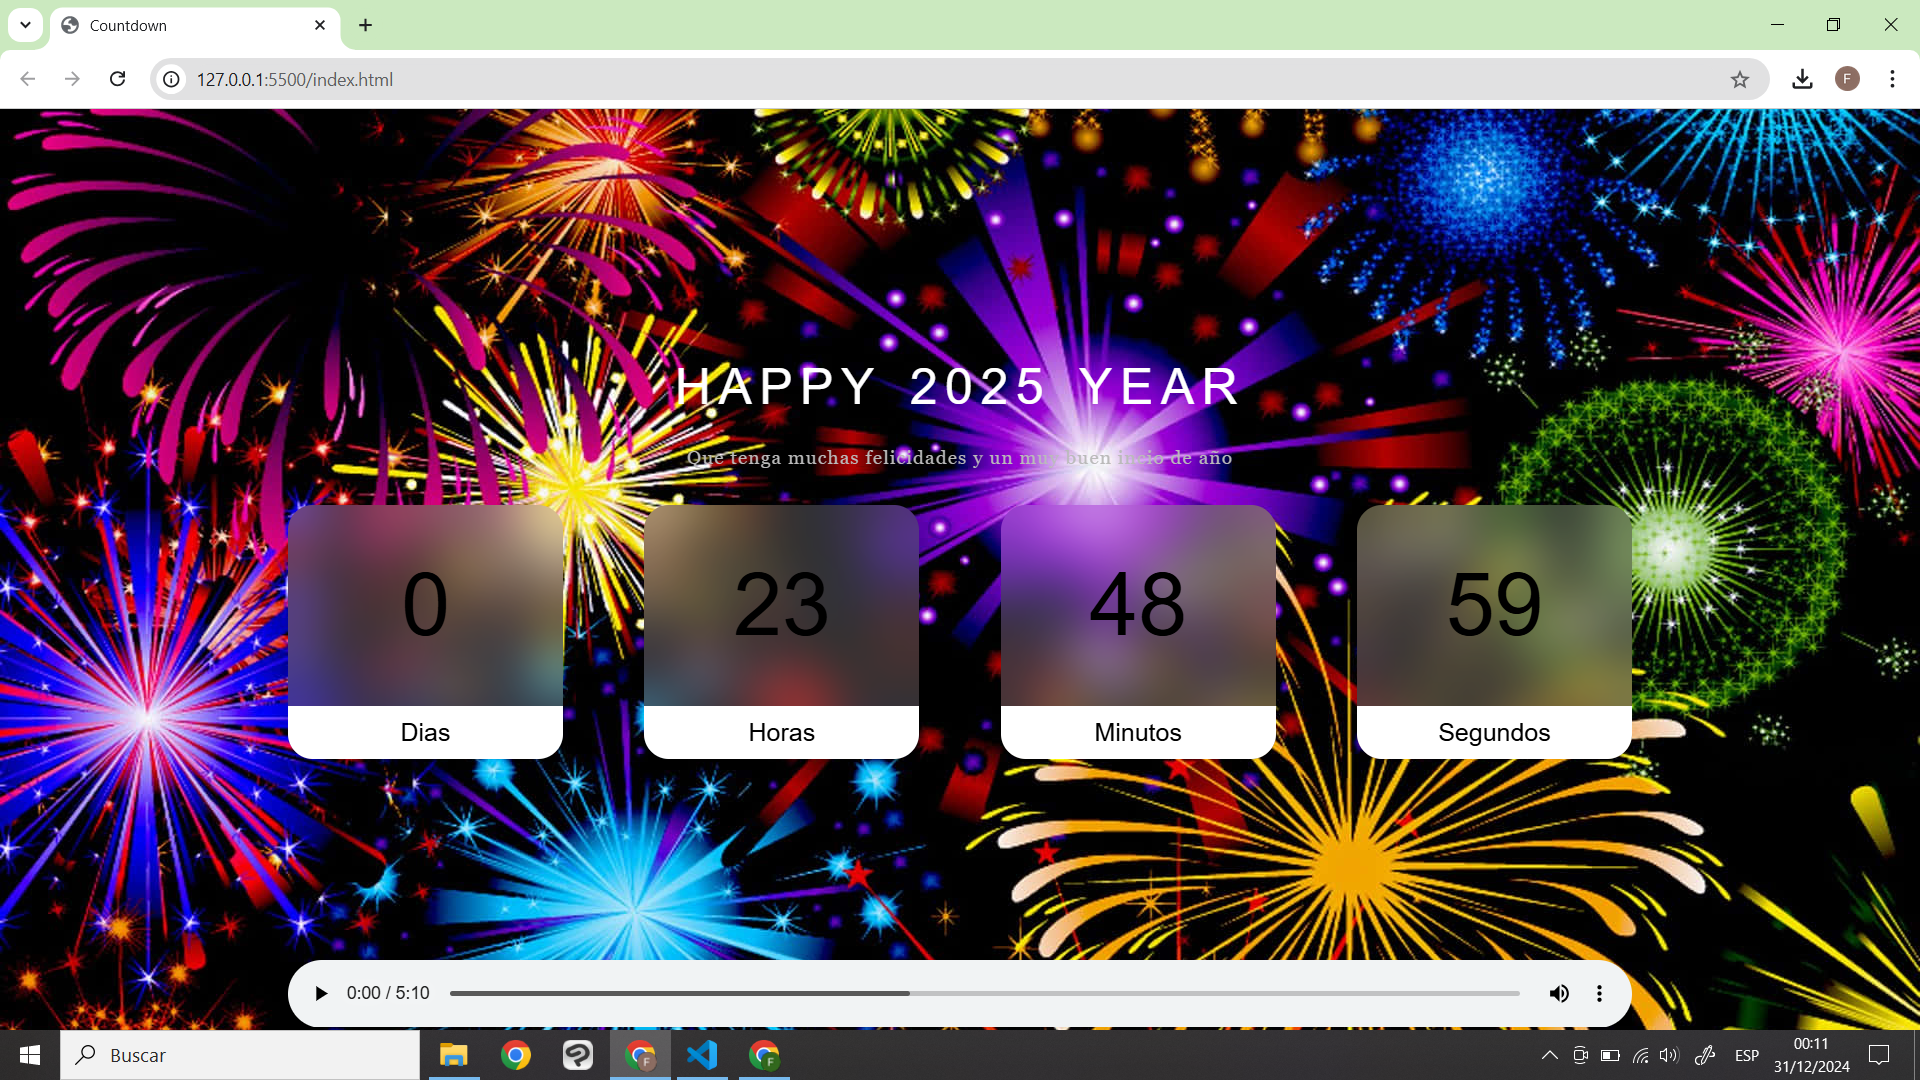 Countdown
127.0.0.1:5500/index.html
F
HAPPY 2025 YEAR
Que tenga muchas felicidades y un muy buen inicio de año
0
23
48
59
Dias
Horas
Minutos
Segundos
0:00 / 5:10
Buscar
F
F
ESP
00:11
31/12/2024